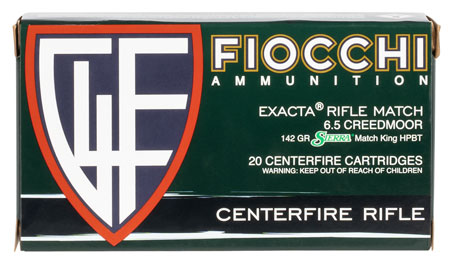 GLF
FIOCCHI
AMMUNITION
EXACTA® RIFLE MATCH
6.5 CREEDMOOR
142 GR SIERRA Match King HPBT
20 CENTERFIRE CARTRIDGES
WARNING: KEEP OUT OF REACH OF CHILDREN
CENTERFIRE RIFLE